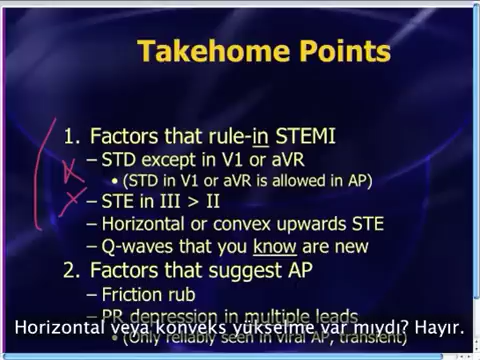 Takehome Points
1. Factors that rule-in STEMI
– STD except in V1 or aVR
• (STD in V1 or aVR is allowed in AP)
– STE in III > II
– Horizontal or convex upwards STE
– Q-waves that you know are new
2. Factors that suggest AP
– Friction rub
– PR depression in multiple leads
• (Only reliably seen in viral AP, transient)
Horizontal veya konveks yükselme var mıydı? Hayır.